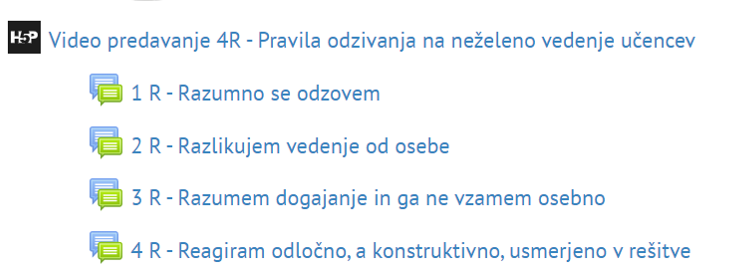 H5P Video predavanje 4R - Pravila odzivanja na neželeno vedenje učencev
1 R - Razumno se odzovem
2 R - Razlikujem vedenje od osebe
3 R - Razumem dogajanje in ga ne vzamem osebno
4 R - Reagiram odločno, a konstruktivno, usmerjeno v rešitve